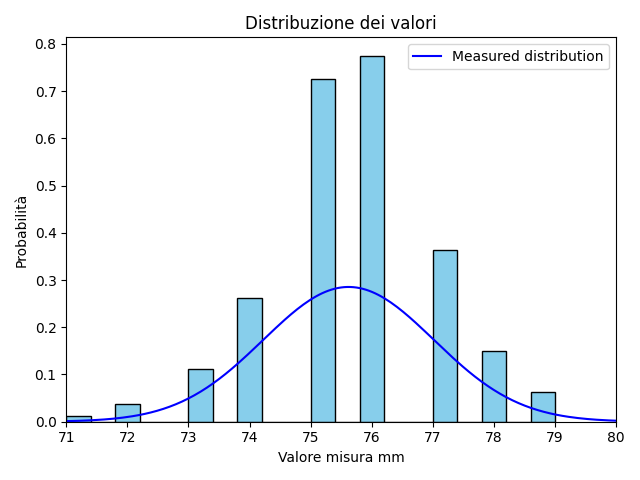 Distribuzione dei valori
Measured distribution
Probabilità
0.8
0.7
0.6
0.5
0.4
0.3
0.2
0.1
0.0
71 72 73 74 75 76 77 78 79 80
Valore misura mm